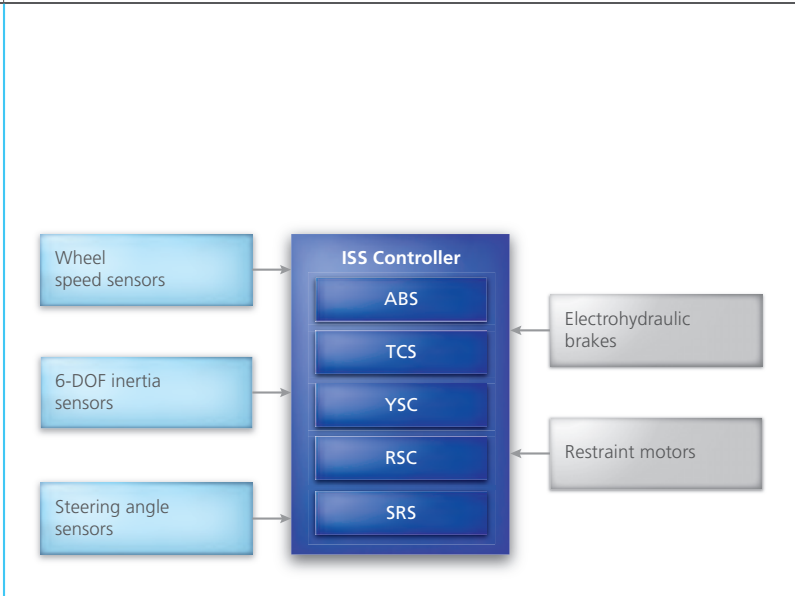 Wheel
speed sensors
6-DOF inertia
sensors
Steering angle
sensors
ISS Controller
ABS
TCS
YSC
RSC
SRS
Electrohydraulic
brakes
Restraint motors